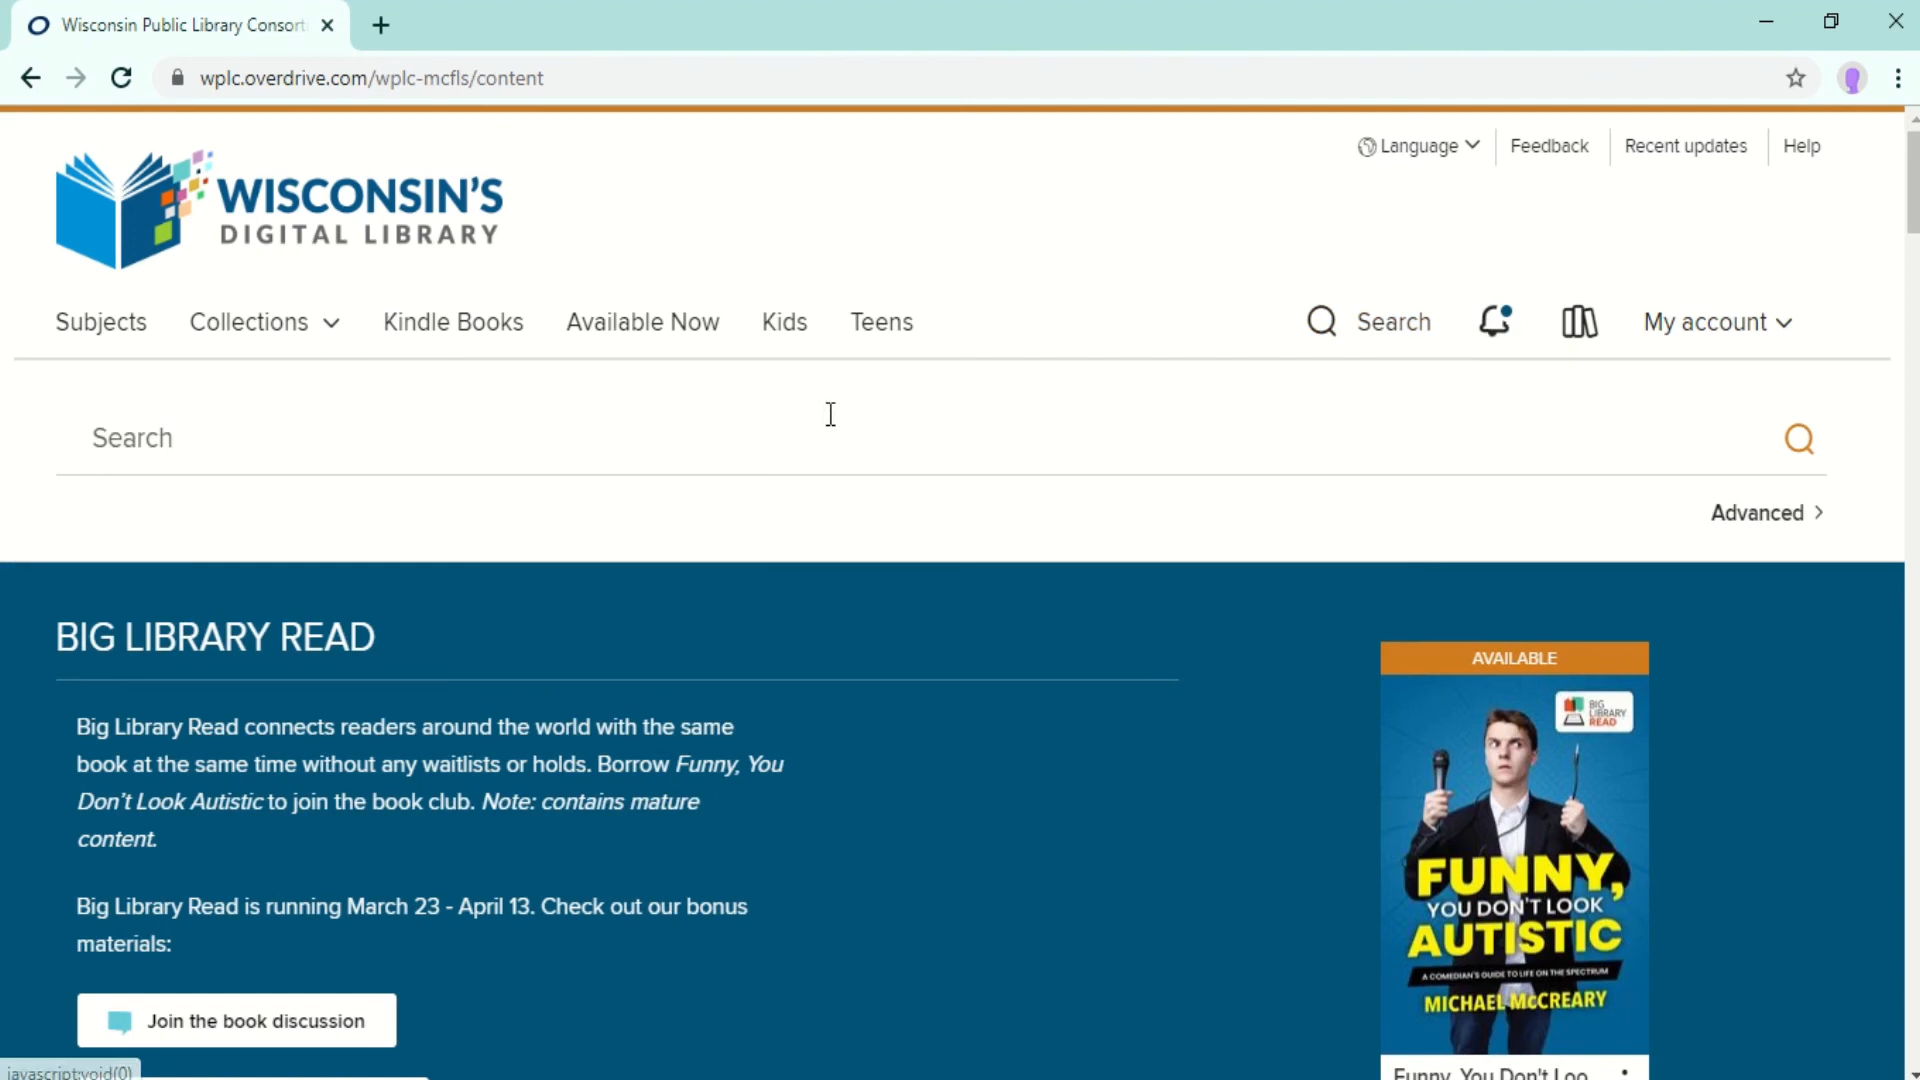 Wisconsin Public Library Consort
wplc.overdrive.com/wplc-mcfls/content
Language
Feedback
Recent updates
Help
WISCONSIN'S
DIGITAL LIBRARY
Subjects
Collections
Kindle Books
Available Now
Kids
Teens
Search
My account
Search
Advanced
BIG LIBRARY READ
Big Library Read connects readers around the world with the same
book at the same time without any waitlists or holds. Borrow Funny, You
Don't Look Autistic to join the book club. Note: contains mature
content.
Big Library Read is running March 23 - April 13. Check out our bonus
materials:
Join the book discussion
AVAILABLE
BIG
LIBRARY
READ
FUNNY,
YOU DON'T LOOK
AUTISTIC
A COMEDIAN'S GUIDE TO LIFE ON THE SPECTRUM
MICHAEL McCREARY
Funny, You Don't Loo
javascript:void(0)